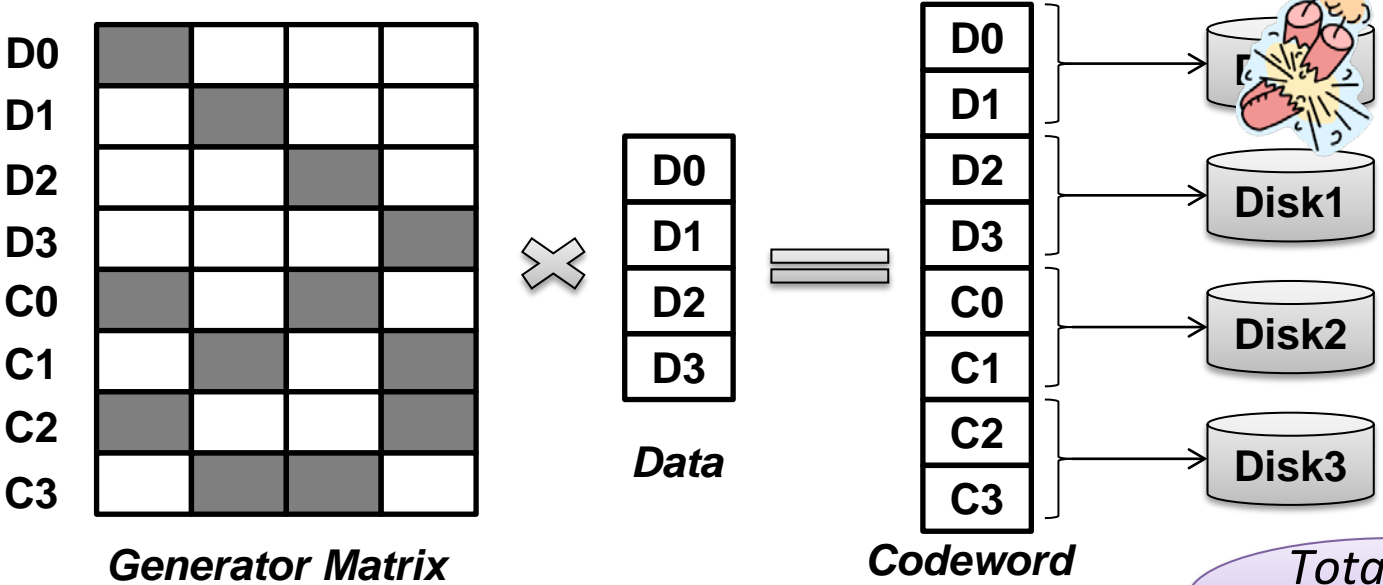 D0
D1
D2
D3
C0
C1
C2
C3
Generator Matrix
D0
D1
D2
D3
Data
D0
D1
D2
D3
C0
C1
C2
C3
Codeword
Disk1
Disk2
Disk3